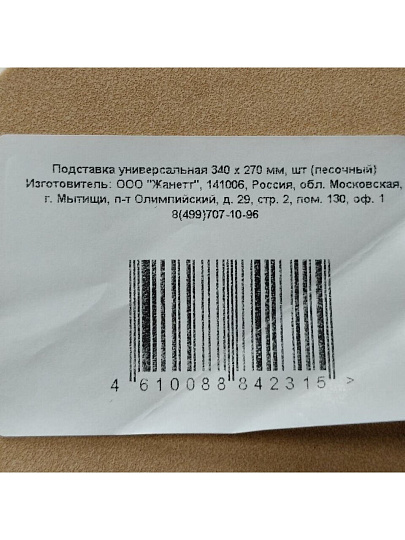 Подставка универсальная 340 х 270 мм, шт (песочный)
Изготовитель: ООО "Жанетт", 141006, Россия, обл. Московская,
г. Мытищи, п-т Олимпийский, д. 29, стр. 2, пом. 130, оф. 1
8(499)707-10-96
4 610088 842315 >